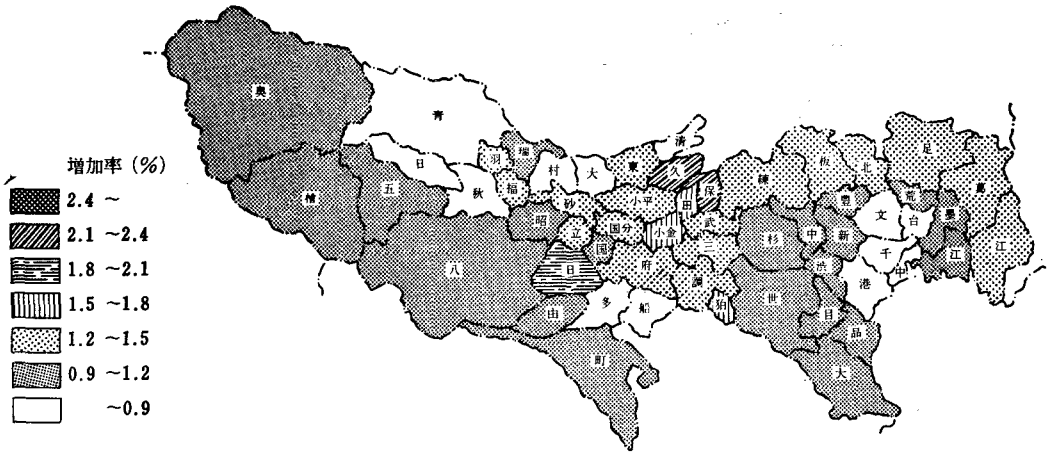 増加率 (%)
2.4 ~
2.1 ~2.4
1.8 ~2.1
1.5 ~1.8
1.2 ~1.5
0.9 ~1.2
~0.9
奥
青
檜
五
日
秋
羽
瑞
福
村
大
東
清
久
保
田
小平
砂
昭
立
国分
国
小金
武
三
府
調
狛
八
日
由
多
船
町
練
板
北
足
葛
江
豊
荒
文
台
墨
江
中
新
杉
渋
千
中
港
世
目
品
大